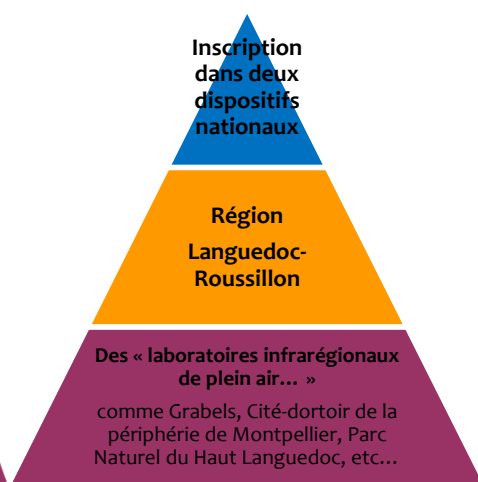 Inscription
dans deux
dispositifs
nationaux
Région
Languedoc-
Roussillon
Des « laboratoires infrarégionaux
de plein air… »
comme Grabels, Cité-dortoir de la
périphérie de Montpellier, Parc
Naturel du Haut Languedoc, etc…